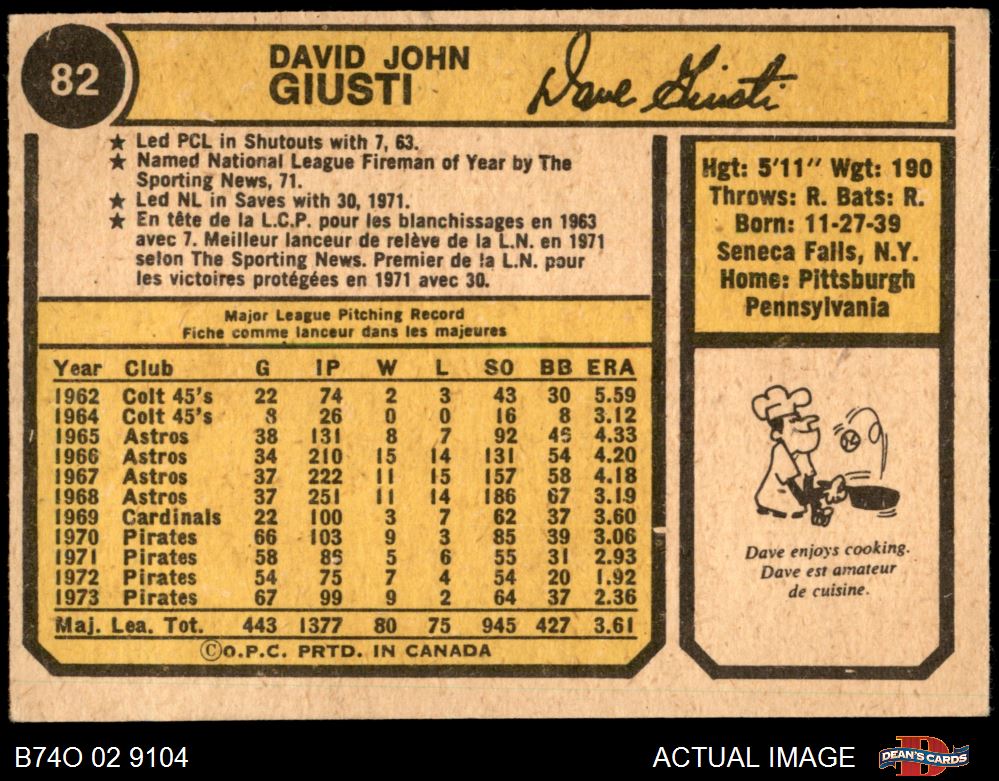 82
DAVID JOHN
GIUSTI
Dave Giusti
★ Led PCL in Shutouts with 7, 63.
★ Named National League Fireman of Year by The
Sporting News, 71.
★ Led NL in Saves with 30, 1971.
★ En tête de la L.C.P. pour les blanchissages en 1963
avec 7. Meilleur lanceur de relève de la L.N. en 1971
selon The Sporting News. Premier de la L.N. pour
les victoires protégées en 1971 avec 30.
Hgt: 5'11" Wgt: 190
Throws: R. Bats: R.
Born: 11-27-39
Seneca Falls, N.Y.
Home: Pittsburgh
Pennsylvania
Major League Pitching Record
Fiche comme lanceur dans les majeures
Year Club G IP W L SO BB ERA
1962 Colt 45's 22 74 2 3 43 30 5.59
1964 Colt 45's 8 26 0 0 16 8 3.12
1965 Astros 38 131 8 7 92 46 4.33
1966 Astros 34 210 15 14 131 54 4.20
1967 Astros 37 222 11 15 157 58 4.18
1968 Astros 37 251 11 14 186 67 3.19
1969 Cardinals 22 100 3 7 62 37 3.60
1970 Pirates 66 103 9 3 85 39 3.06
1971 Pirates 58 86 5 6 55 31 2.93
1972 Pirates 54 75 7 4 54 20 1.92
1973 Pirates 67 99 9 2 64 37 2.36
Maj. Lea. Tot. 443 1377 80 75 945 427 3.61
©O.P.C. PRTD. IN CANADA
Dave enjoys cooking.
Dave est amateur
de cuisine.
B74O 02 9104
ACTUAL IMAGE
DEAN'S CARDS